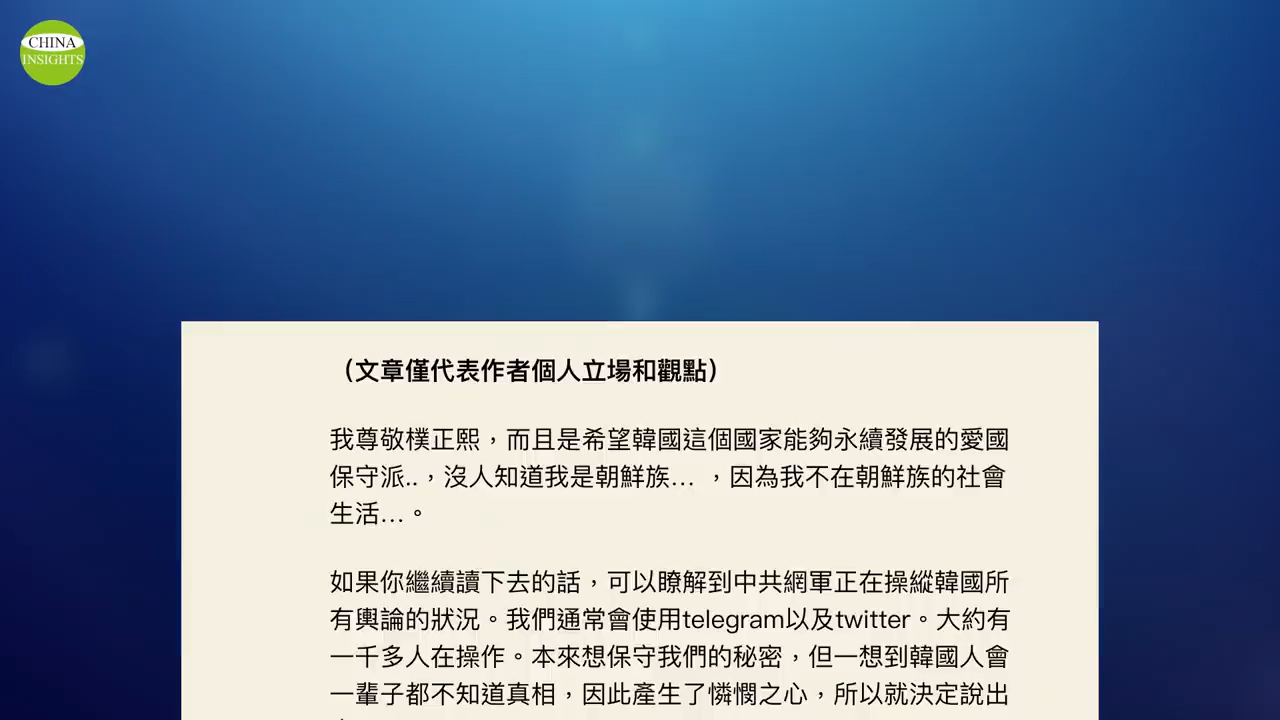 CHINA
INSIGHTS
（文章僅代表作者個人立場和觀點）
我尊敬樸正熙，而且是希望韓國這個國家能夠永續發展的愛國
保守派..，沒人知道我是朝鮮族… ，因為我不在朝鮮族的社會
生活…。
如果你繼續讀下去的話，可以瞭解到中共網軍正在操縱韓國所
有輿論的狀況。我們通常會使用telegram以及twitter。大約有
一千多人在操作。本來想保守我們的秘密，但一想到韓國人會
一輩子都不知道真相，因此產生了憐憫之心，所以就決定說出